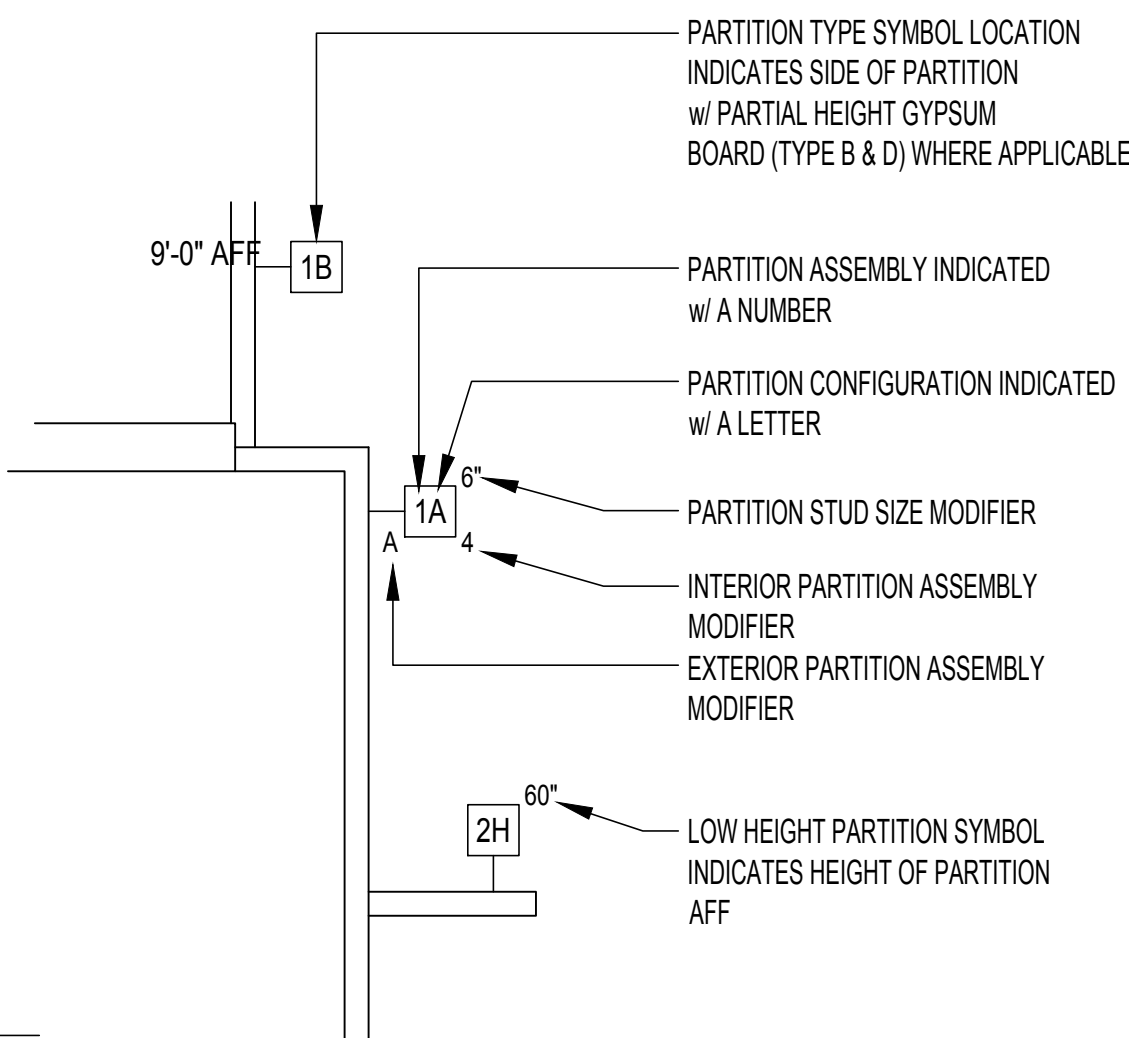 PARTITION TYPE SYMBOL LOCATION
INDICATES SIDE OF PARTITION
w/ PARTIAL HEIGHT GYPSUM
BOARD (TYPE B & D) WHERE APPLICABLE
9'-0" AFF
1B
PARTITION ASSEMBLY INDICATED
w/ A NUMBER
PARTITION CONFIGURATION INDICATED
w/ A LETTER
6"
1A
A
4
PARTITION STUD SIZE MODIFIER
INTERIOR PARTITION ASSEMBLY
MODIFIER
EXTERIOR PARTITION ASSEMBLY
MODIFIER
60"
2H
LOW HEIGHT PARTITION SYMBOL
INDICATES HEIGHT OF PARTITION
AFF